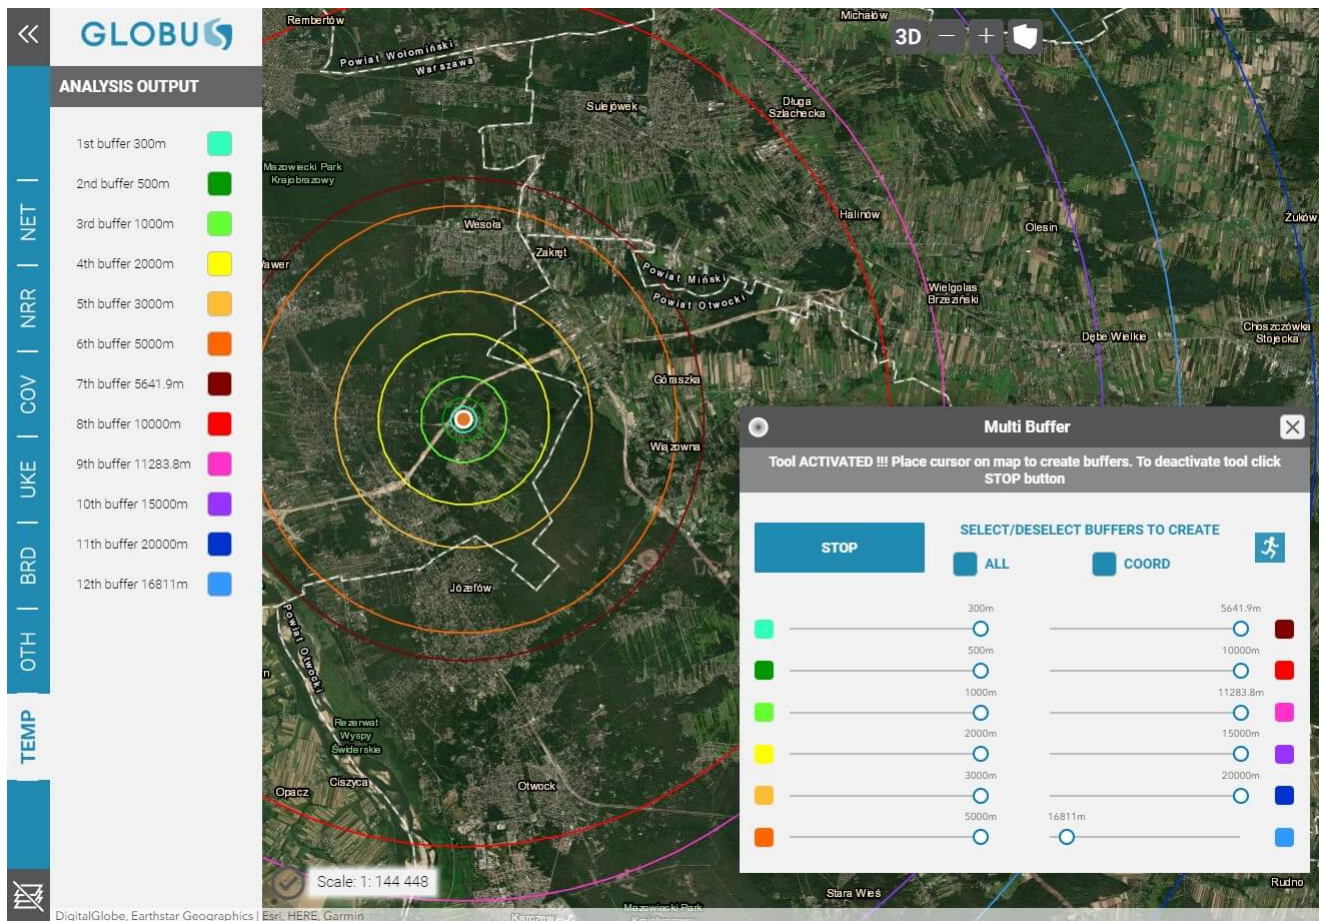 GLOBUS
ANALYSIS OUTPUT
1st buffer 300m
2nd buffer 500m
3rd buffer 1000m
4th buffer 2000m
5th buffer 3000m
6th buffer 5000m
7th buffer 5641.9m
8th buffer 10000m
9th buffer 11283.8m
10th buffer 15000m
11th buffer 20000m
12th buffer 16811m
NET
NRR
COV
UKE
BRD
OTH
TEMP
Rembertów
Michałów
3D
Powiat Wołomiński
Warszawa
Sulejówek
Długa
Szlachecka
Mazowiecki Park
Krajobrazowy
Wesoła
Halinów
Żuków
Olesin
Zakręt
Powiat Miński
Powiat Otwocki
Wielgolas
Brzeziński
Choszczówka
Stojecka
Dębe Wielkie
Góraszka
Wiązowna
Józefów
Powiat Otwocki
Rezerwat
Wyspy
Świderskie
Ciszyca
Opacz
Otwock
Multi Buffer
Tool ACTIVATED !!! Place cursor on map to create buffers. To deactivate tool click
STOP button
STOP
SELECT/DESELECT BUFFERS TO CREATE
ALL
COORD
300m
5641.9m
500m
10000m
1000m
11283.8m
2000m
15000m
3000m
20000m
5000m
16811m
Scale: 1: 144 448
Stara Wieś
Rudno
Mazowiecki Park
Karczew
DigitalGlobe, Earthstar Geographics | Esri, HERE, Garmin